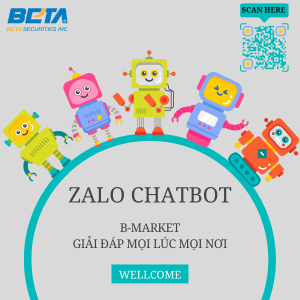 BETA
BETA SECURITIES INC
SCAN HERE
ZALO CHATBOT
B-MARKET
GIẢI ĐÁP MỌI LÚC MỌI NƠI
WELLCOME